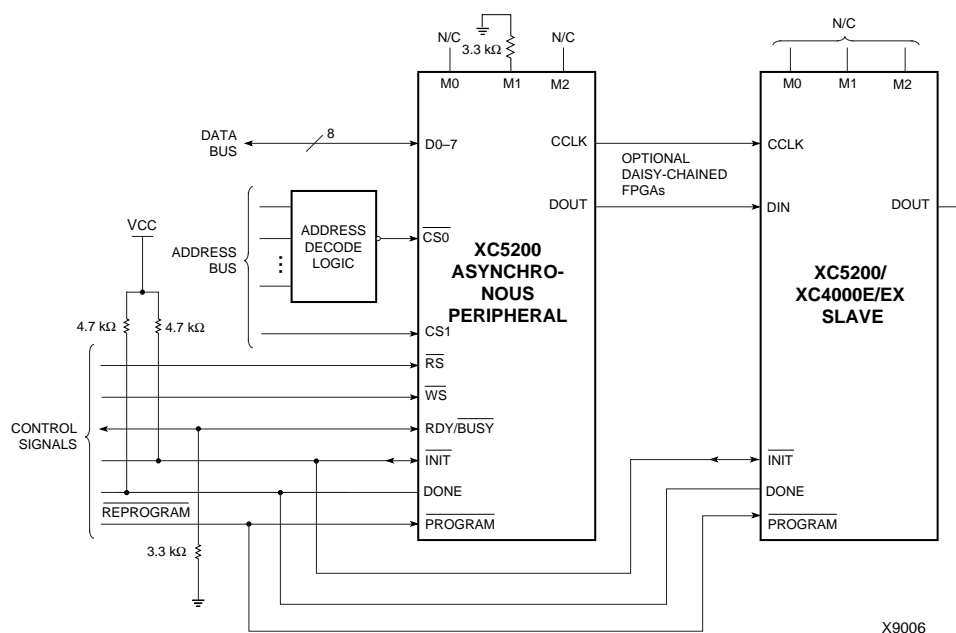 N/C
3.3 kΩ
N/C
N/C
M0
M1
M2
M0
M1
M2
DATA
BUS
8
D0–7
CCLK
OPTIONAL
DAISY-CHAINED
FPGAs
CCLK
DOUT
DIN
DOUT
VCC
ADDRESS
BUS
ADDRESS
DECODE
LOGIC
CS0
XC5200
ASYNCHRO-
NOUS
PERIPHERAL
XC5200/
XC4000E/EX
SLAVE
4.7 kΩ
4.7 kΩ
CS1
RS
WS
CONTROL
SIGNALS
RDY/BUSY
INIT
INIT
DONE
DONE
REPROGRAM
PROGRAM
PROGRAM
3.3 kΩ
X9006